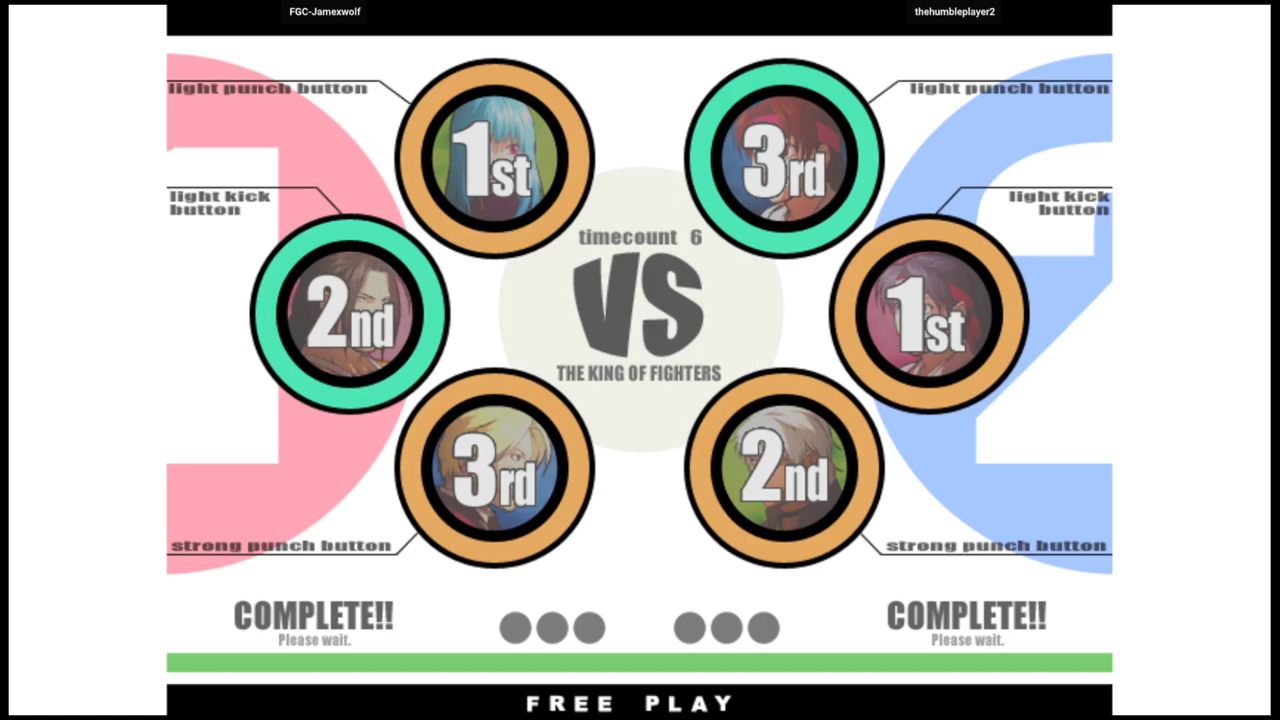 FGC-Jamexwolf
thehumbleplayer2
light punch button
light punch button
1st
3rd
light kick
button
light kick
button
timecount 6
VS
THE KING OF FIGHTERS
2nd
1st
3rd
2nd
strong punch button
strong punch button
COMPLETE!!
Please wait.
COMPLETE!!
Please wait.
FREE PLAY